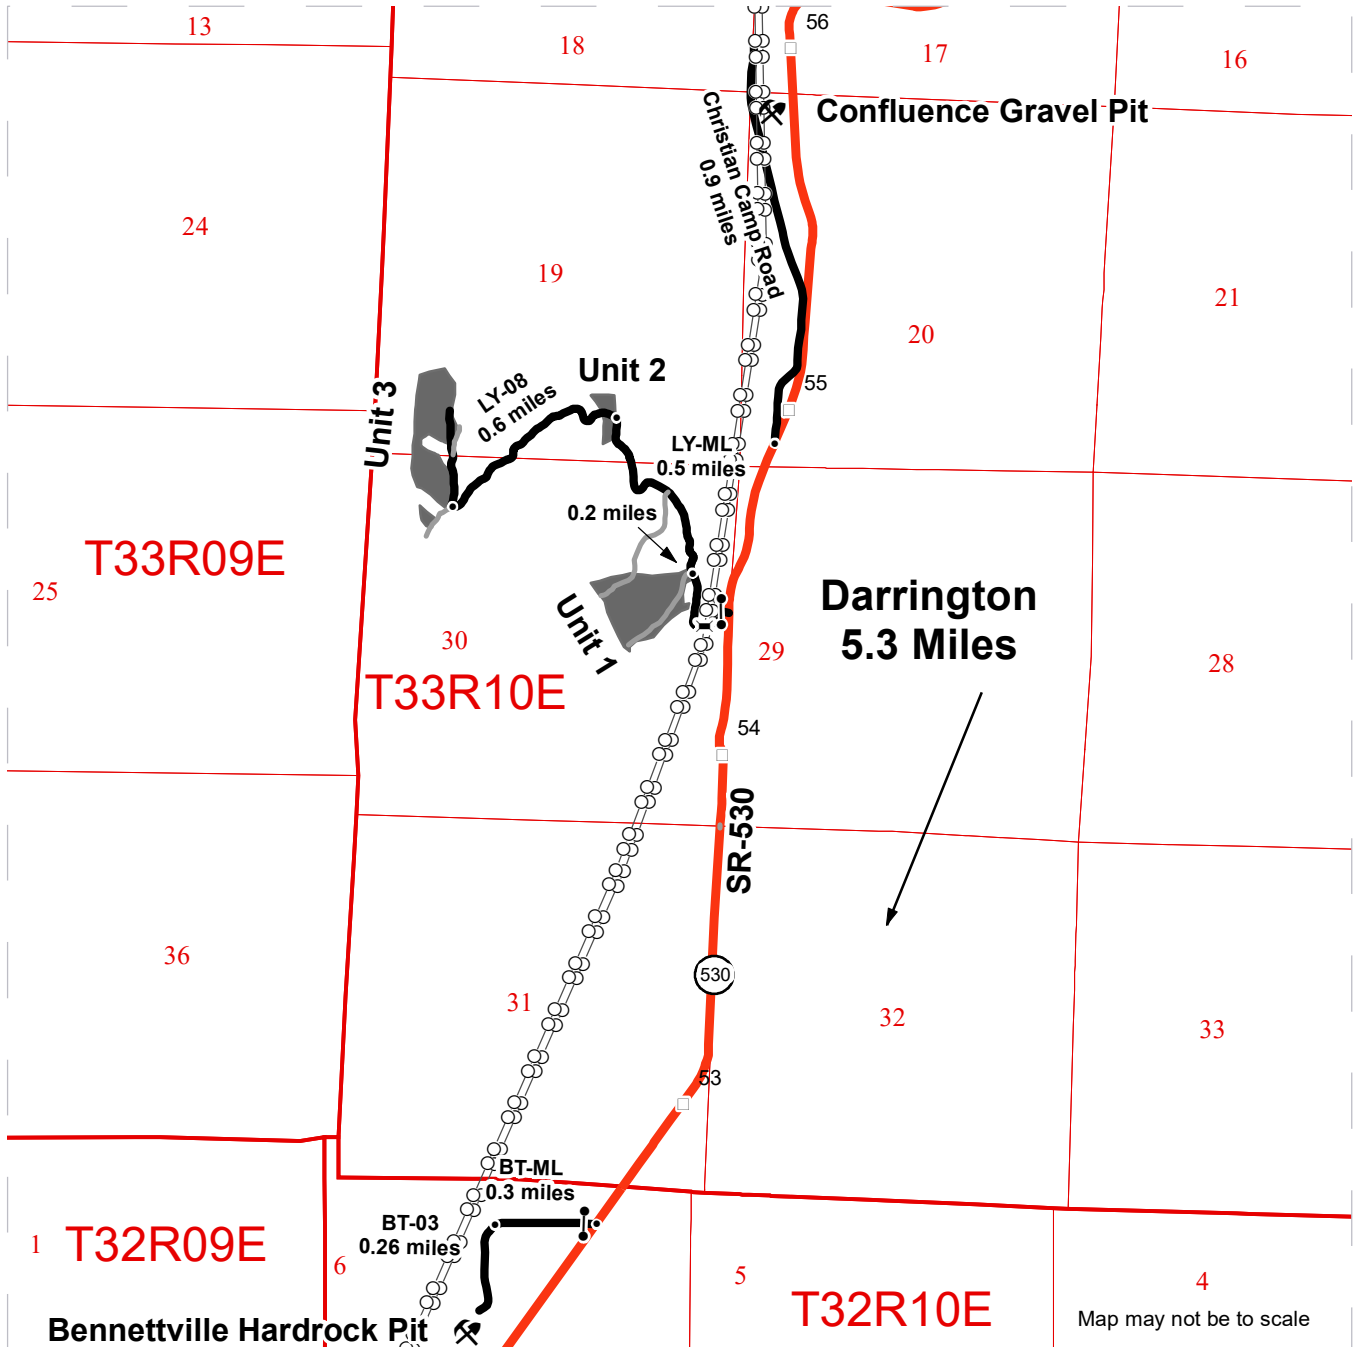 13
18
56
17
16
Confluence Gravel Pit
Christian Camp Road
0.9 miles
24
19
20
21
Unit 2
LY-08
0.6 miles
55
Unit 3
LY-ML
0.5 miles
0.2 miles
T33R09E
25
Unit 1
Darrington
5.3 Miles
30
29
28
T33R10E
54
SR-530
36
530
31
32
33
53
BT-ML
0.3 miles
BT-03
0.26 miles
1
T32R09E
6
5
4
T32R10E
Map may not be to scale
Bennettville Hardrock Pit